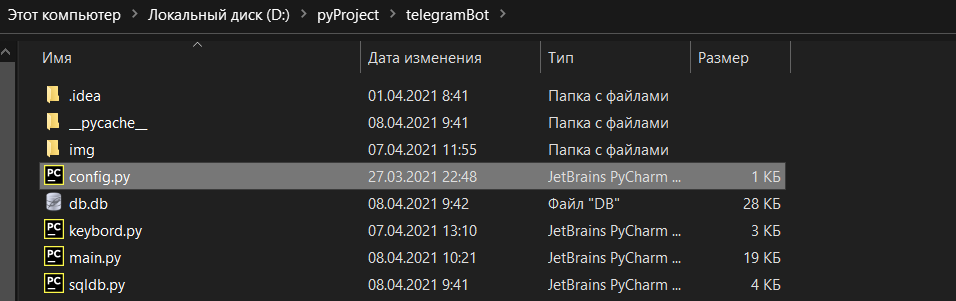 Этот компьютер > Локальный диск (D:) > pyProject > telegramBot >
Имя Дата изменения Тип Размер
.idea 01.04.2021 8:41 Папка с файлами
__pycache__ 08.04.2021 9:41 Папка с файлами
img 07.04.2021 11:55 Папка с файлами
PC config.py 27.03.2021 22:48 JetBrains PyCharm ... 1 КБ
db.db 08.04.2021 9:42 Файл "DB" 28 КБ
PC keybord.py 07.04.2021 13:10 JetBrains PyCharm ... 3 КБ
PC main.py 08.04.2021 10:21 JetBrains PyCharm ... 19 КБ
PC sqldb.py 08.04.2021 9:41 JetBrains PyCharm ... 4 КБ